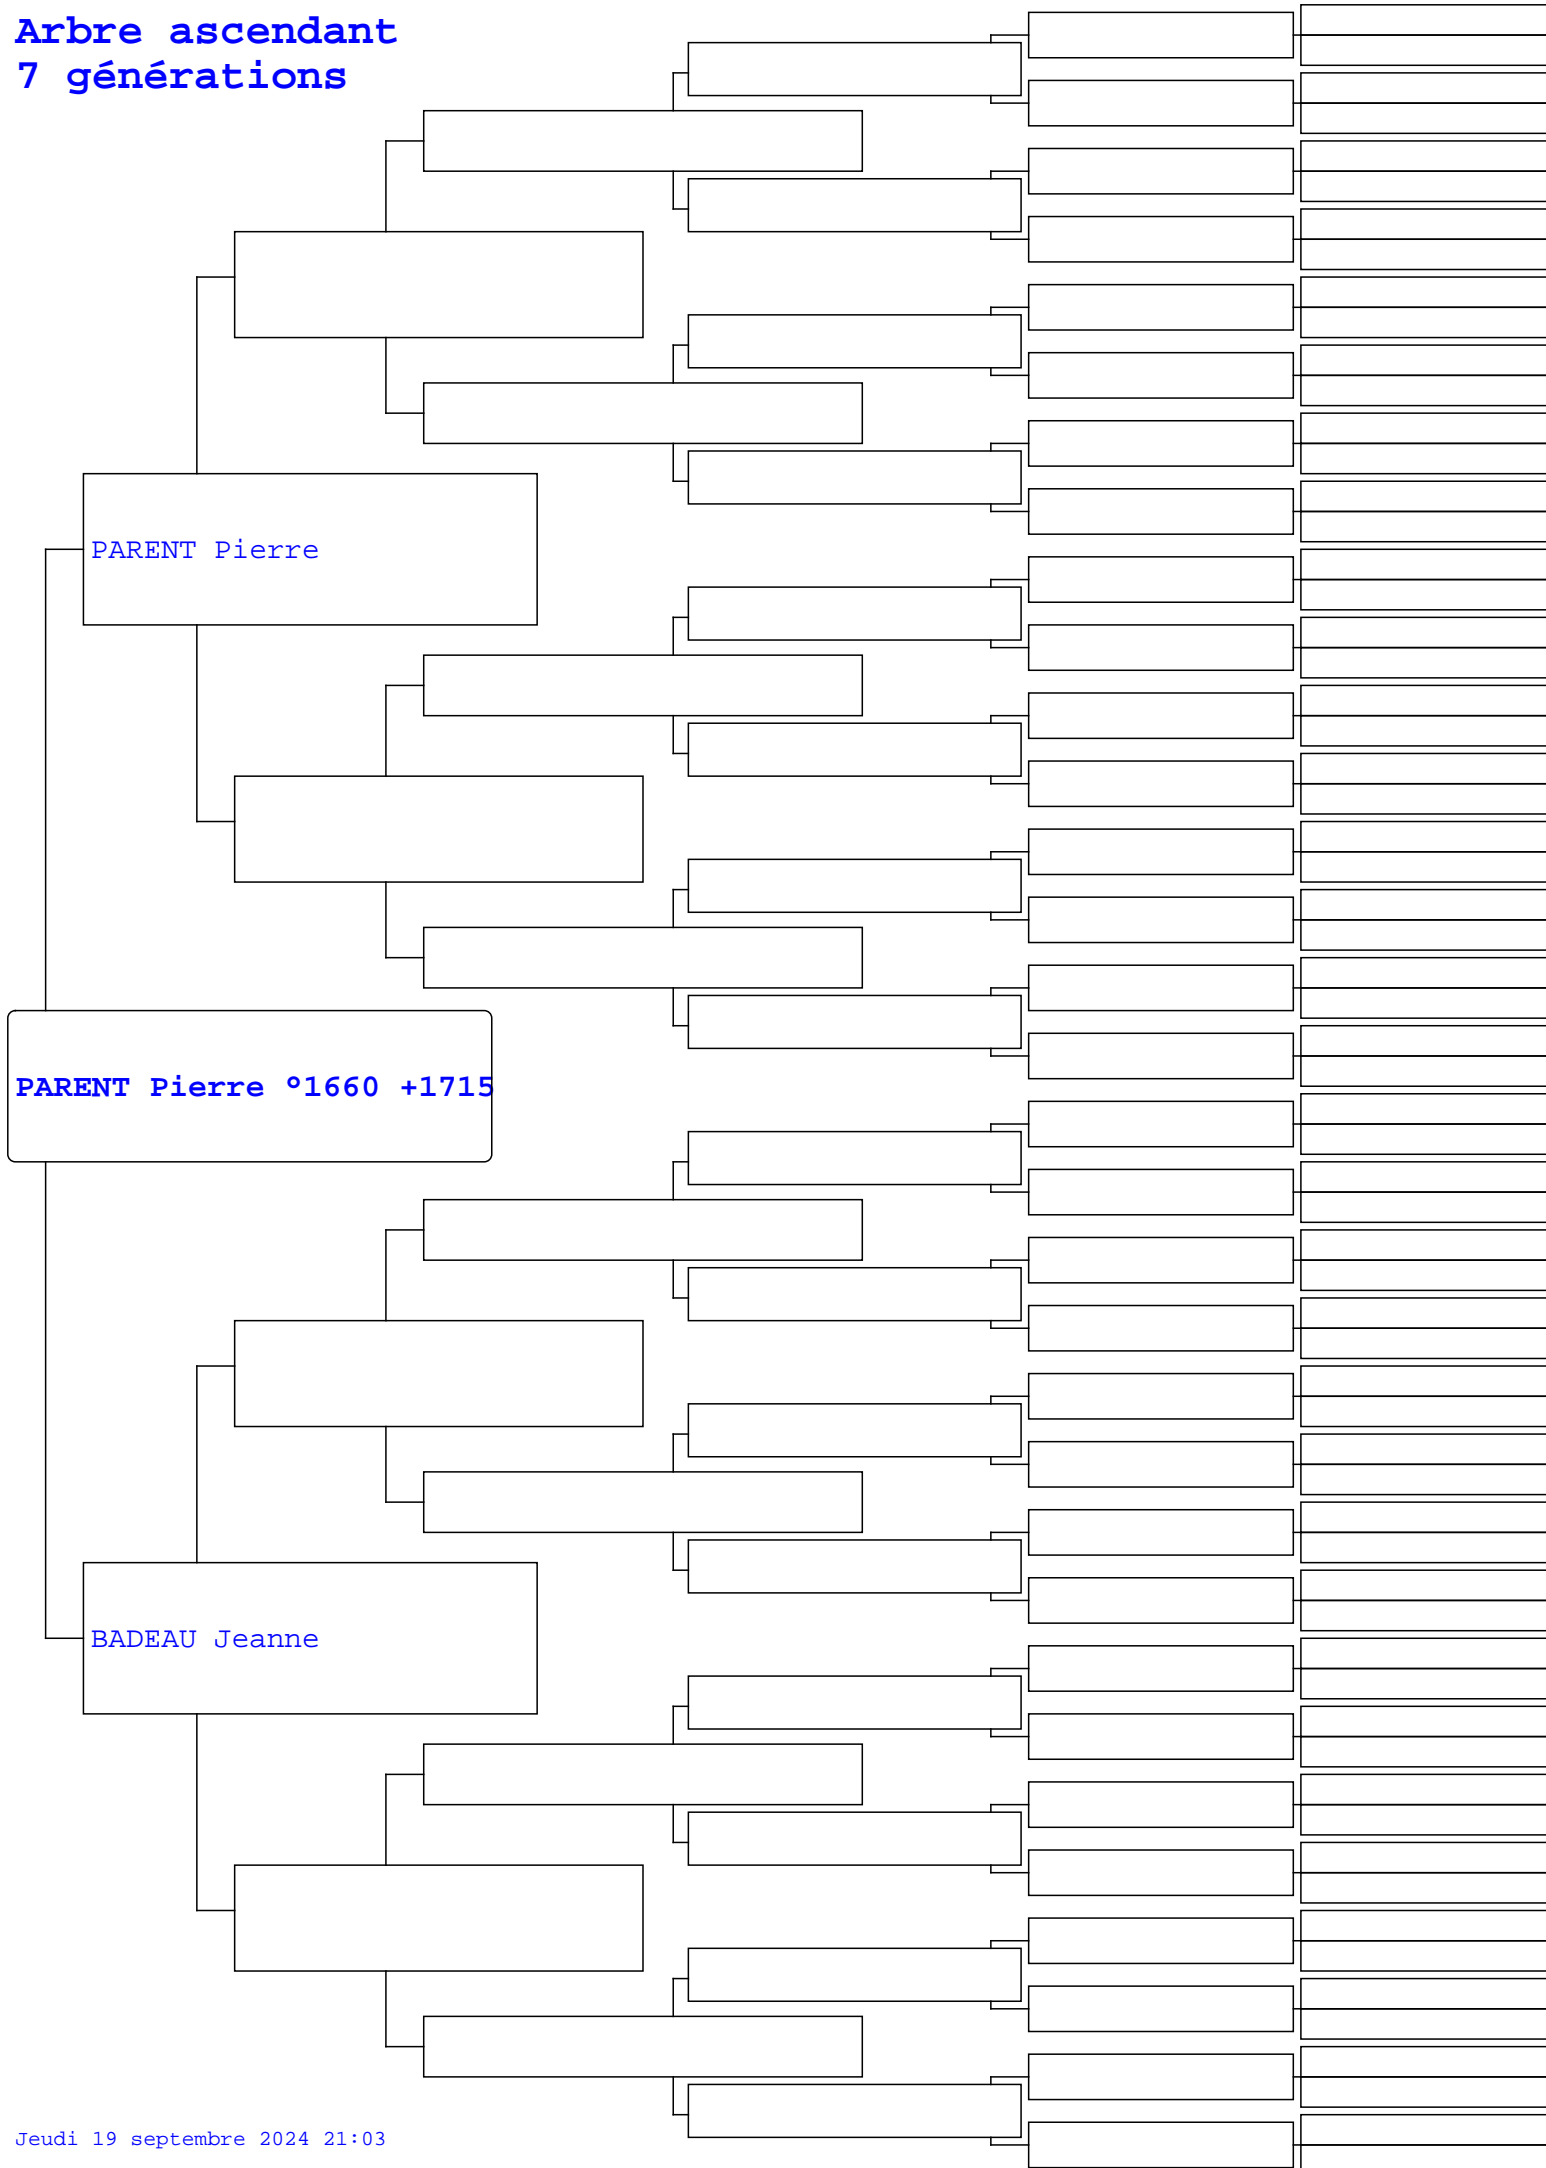 Arbre ascendant
7 générations
PARENT Pierre
PARENT Pierre °1660 +1715
BADEAU Jeanne
Jeudi 19 septembre 2024 21:03